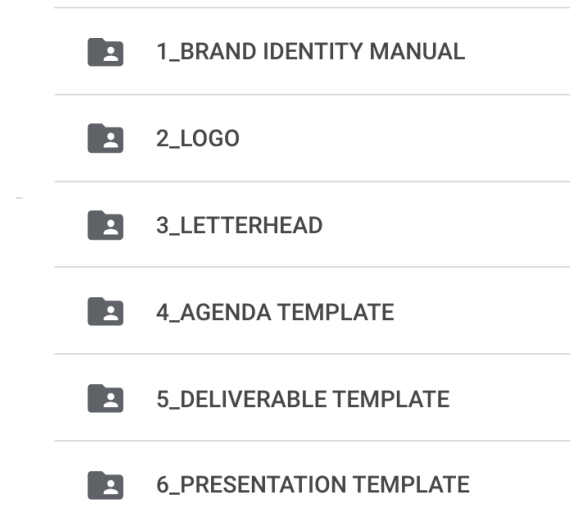 1_BRAND IDENTITY MANUAL
2_LOGO
3_LETTERHEAD
4_AGENDA TEMPLATE
5_DELIVERABLE TEMPLATE
6_PRESENTATION TEMPLATE